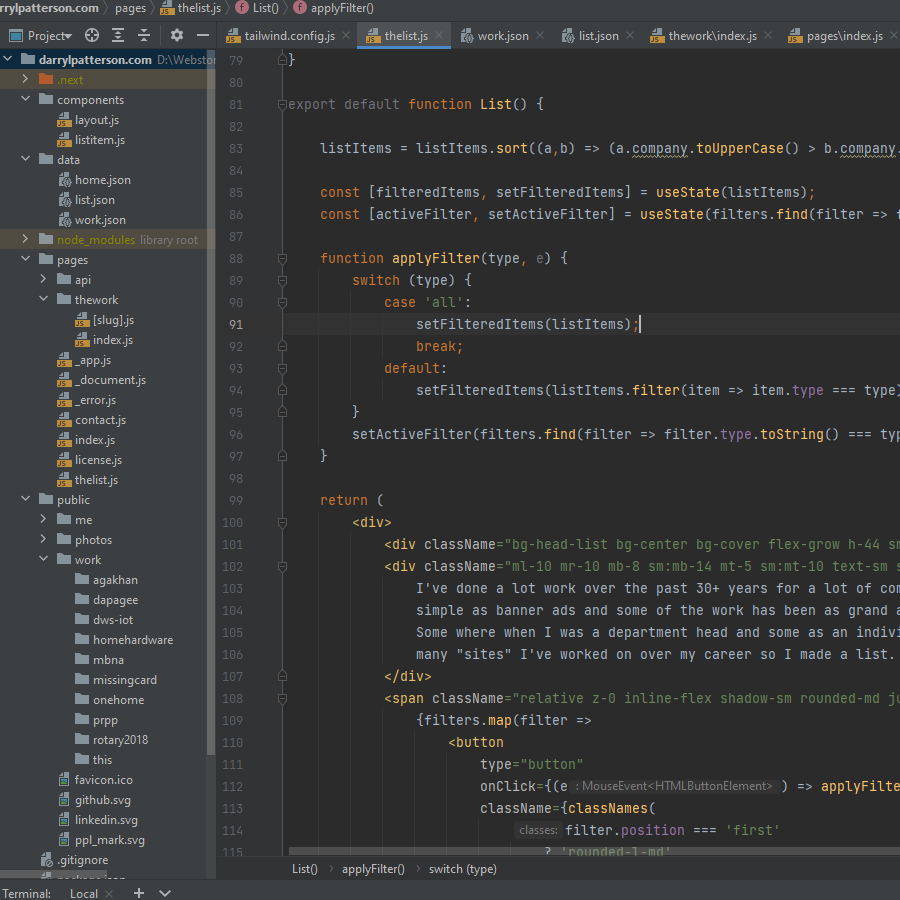 rrylpatterson.com pages thelist.js List() applyFilter()
Project
tailwind.config.js thelist.js work.json list.json thework\index.js pages\index.js
darrylpatterson.com
.next
components
layout.js
listitem.js
data
home.json
list.json
work.json
node_modules library root
pages
api
thework
[slug].js
index.js
_app.js
_document.js
_error.js
contact.js
index.js
license.js
thelist.js
public
me
photos
work
agakhan
dapagee
dws-iot
homehardware
mbna
missingcard
onehome
prpp
rotary2018
this
favicon.ico
github.svg
linkedin.svg
ppl_mark.svg
.gitignore
79 }
80
81 export default function List() {
82
83 listItems = listItems.sort((a,b) => (a.company.toUpperCase() > b.company.
84
85 const [filteredItems, setFilteredItems] = useState(listItems);
86 const [activeFilter, setActiveFilter] = useState(filters.find(filter => f
87
88 function applyFilter(type, e) {
89 switch (type) {
90 case 'all':
91 setFilteredItems(listItems);
92 break;
93 default:
94 setFilteredItems(listItems.filter(item => item.type === type)
95 }
96 setActiveFilter(filters.find(filter => filter.type.toString() === typ
97 }
98
99 return (
100 <div>
101 <div className="bg-head-list bg-center bg-cover flex-grow h-44 sm
102 <div className="ml-10 mr-10 mb-8 sm:mb-14 mt-5 sm:mt-10 text-sm s
103 I've done a lot work over the past 30+ years for a lot of com
104 simple as banner ads and some of the work has been as grand a
105 Some where when I was a department head and some as an indivi
106 many "sites" I've worked on over my career so I made a list.
107 </div>
108 <span className="relative z-0 inline-flex shadow-sm rounded-md ju
109 {filters.map(filter =>
110 <button
111 type="button"
112 onClick={(e : MouseEvent<HTMLButtonElement> ) => applyFilte
113 className={classNames(
114 classes: filter.position === 'first'
115 ? 'rounded-l-md'
List() applyFilter() switch (type)
Terminal: Local